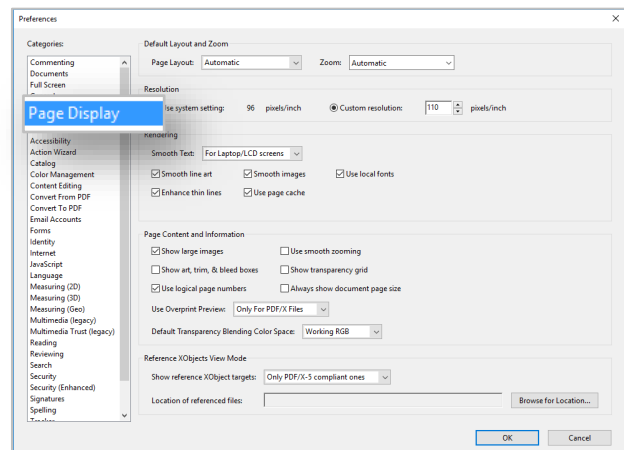 Preferences
Categories:
Commenting
Documents
Full Screen
Page Display
Accessibility
Action Wizard
Catalog
Color Management
Content Editing
Convert From PDF
Convert To PDF
Email Accounts
Forms
Identity
Internet
JavaScript
Language
Measuring (2D)
Measuring (3D)
Measuring (Geo)
Multimedia (legacy)
Multimedia Trust (legacy)
Reading
Reviewing
Search
Security
Security (Enhanced)
Signatures
Spelling
Default Layout and Zoom
Page Layout: Automatic Zoom: Automatic
Resolution
system setting: 96 pixels/inch Custom resolution: 110 pixels/inch
Rendering
Smooth Text: For Laptop/LCD screens
Smooth line art Smooth images Use local fonts
Enhance thin lines Use page cache
Page Content and Information
Show large images Use smooth zooming
Show art, trim, & bleed boxes Show transparency grid
Use logical page numbers Always show document page size
Use Overprint Preview: Only For PDF/X Files
Default Transparency Blending Color Space: Working RGB
Reference XObjects View Mode
Show reference XObject targets: Only PDF/X-5 compliant ones
Location of referenced files: Browse for Location...
OK Cancel